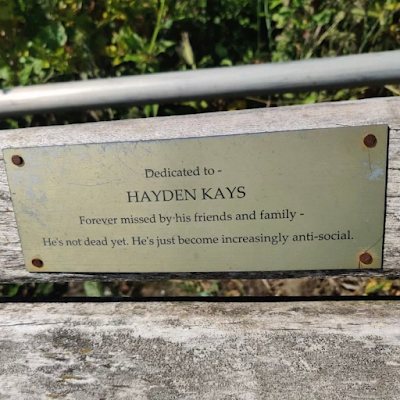 Dedicated to -
HAYDEN KAYS
Forever missed by his friends and family -
He's not dead yet. He's just become increasingly anti-social.